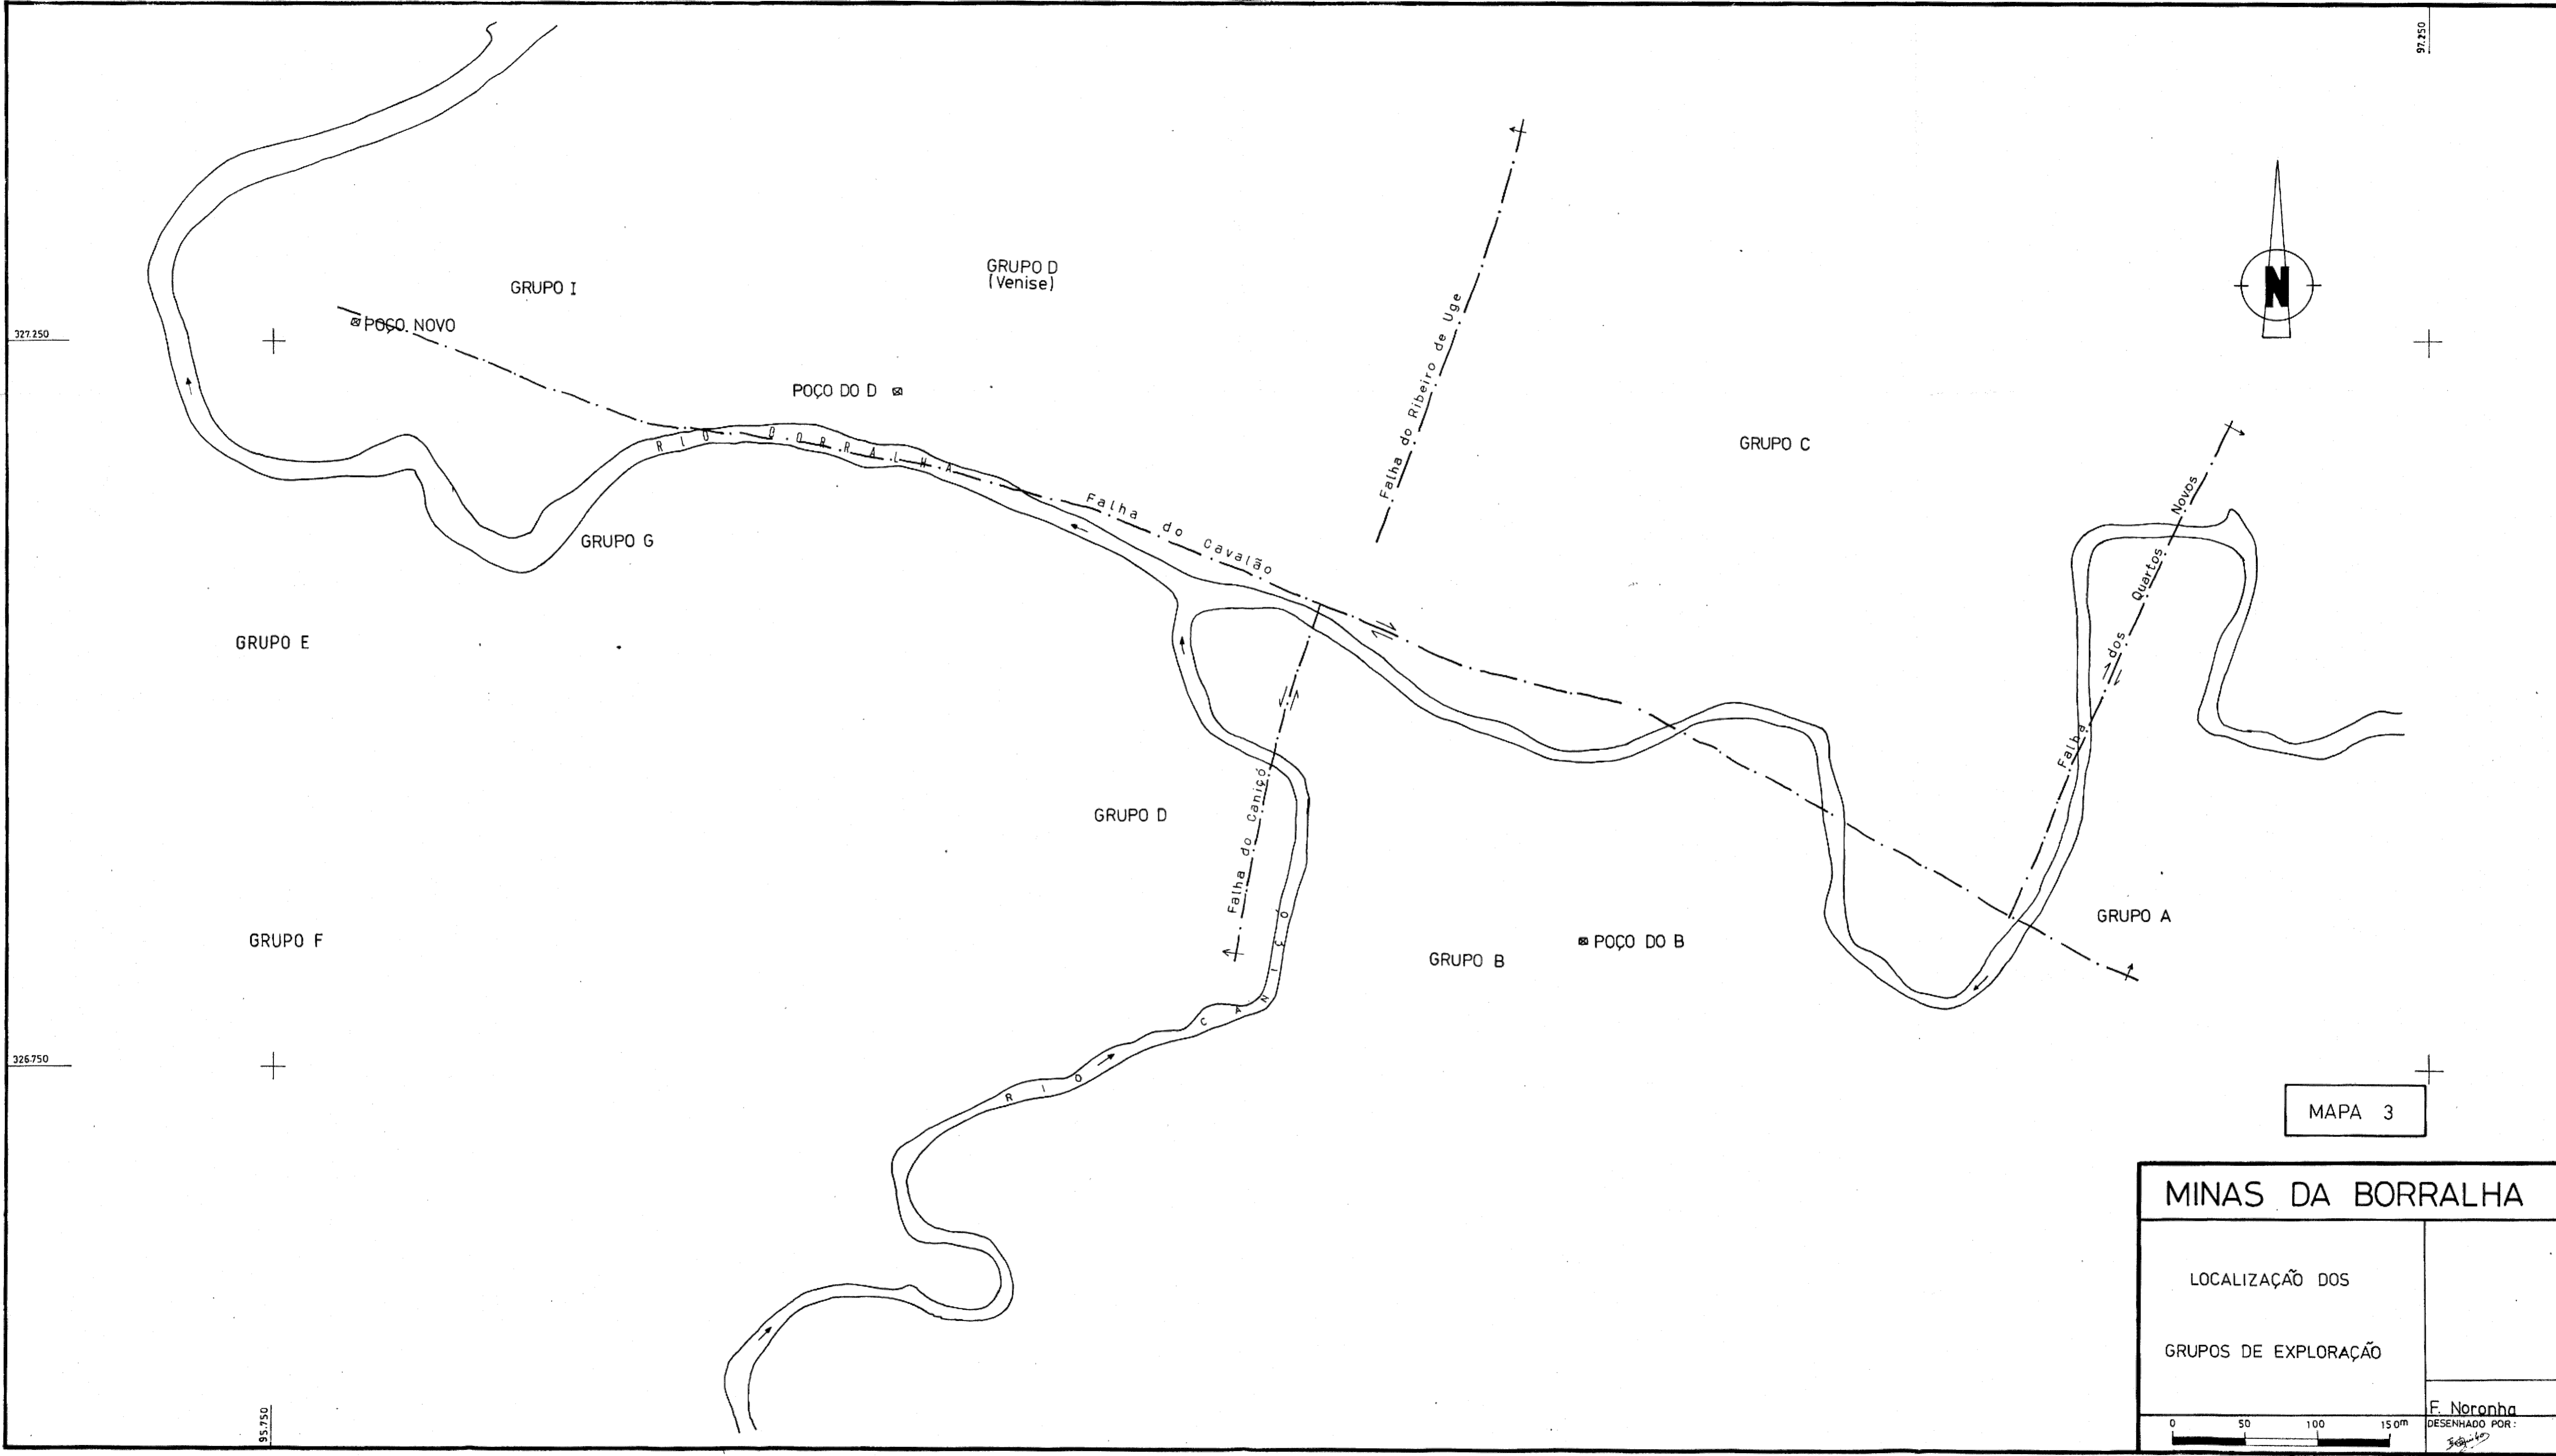 97.250
GRUPO I
GRUPO D
(Venise)
327.250
POÇO NOVO
POÇO DO D
Falha do Ribeiro de Uge
N
GRUPO C
RIO BORRALHA
Falha do Cavalão
Falha dos Quartos Novos
GRUPO G
GRUPO E
GRUPO D
Falha do Caniçó
GRUPO A
GRUPO F
GRUPO B
POÇO DO B
RIO CANIÇÓ
326.750
MAPA 3
MINAS DA BORRALHA
LOCALIZAÇÃO DOS
GRUPOS DE EXPLORAÇÃO
F. Noronha
DESENHADO POR:
0 50 100 150m
95.750